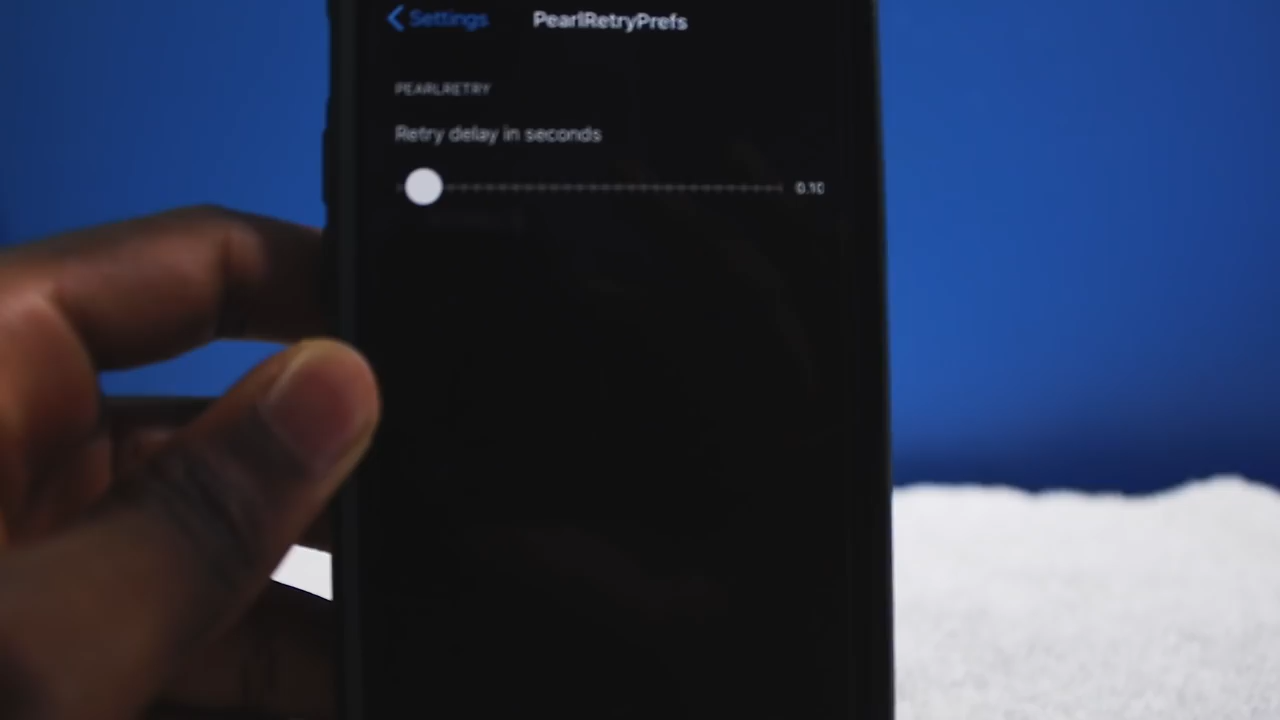 Settings
PearlRetryPrefs
PEARLRETRY
Retry delay in seconds
0.10